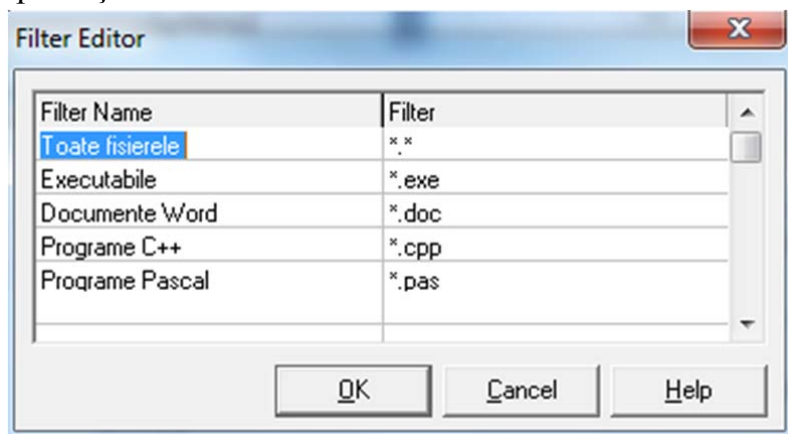 Filter Editor
Filter Name Filter
Toate fisierele *.*
Executabile *.exe
Documente Word *.doc
Programe C++ *.cpp
Programe Pascal *.pas
OK Cancel Help